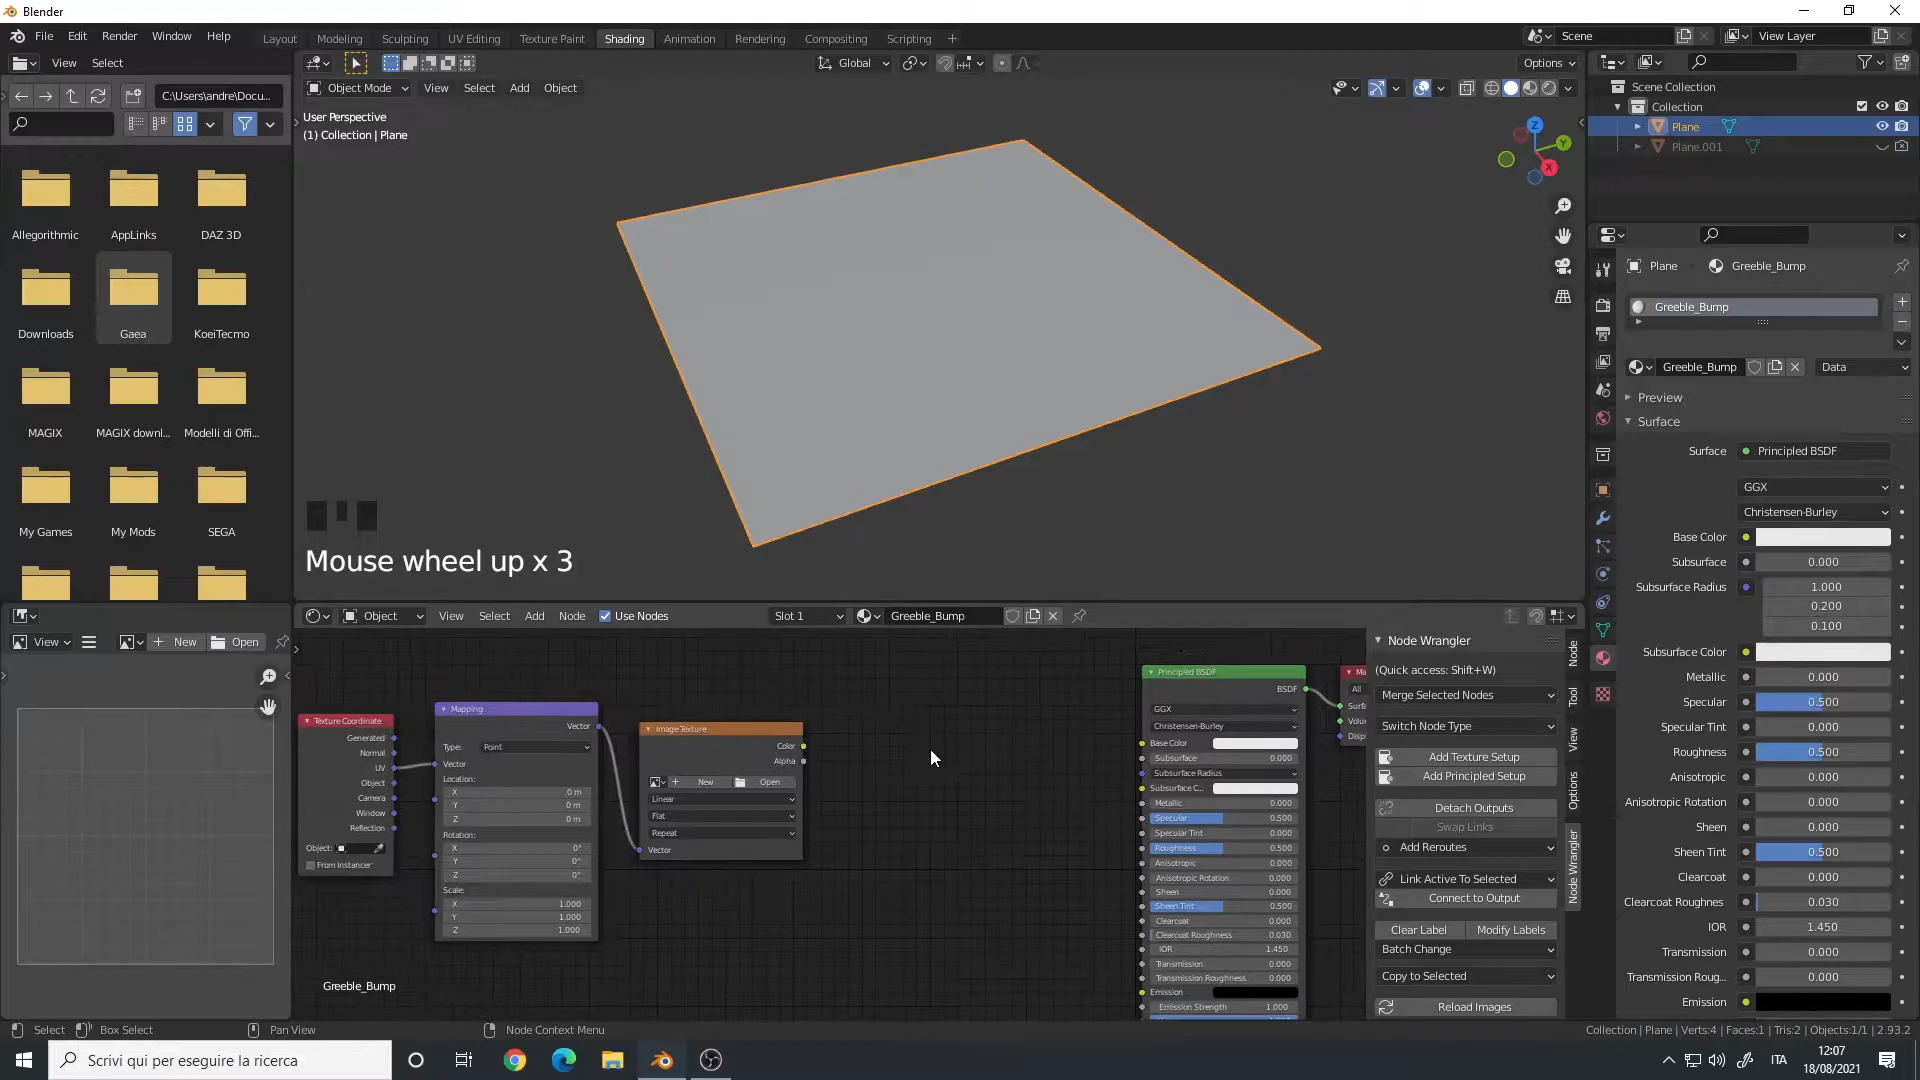 Blender
File Edit Render Window Help
Layout Modeling Sculpting UV Editing Texture Paint Shading Animation Rendering Compositing Scripting
Scene
View Layer
View Select
Global
Options
C:\Users\andre\Docu...
Object Mode View Select Add Object
Scene Collection
Collection
Plane
Plane.001
User Perspective
(1) Collection | Plane
Z
Y
X
Allegorithmic AppLinks DAZ 3D
Downloads Gaea KoeiTecmo
MAGIX MAGIX downl... Modelli di Offi...
My Games My Mods SEGA
Mouse wheel up x 3
Plane Greeble_Bump
Greeble_Bump
Greeble_Bump Data
Preview
Surface
Surface Principled BSDF
GGX
Christensen-Burley
Base Color
Subsurface 0.000
Subsurface Radius 1.000
0.200
0.100
Subsurface Color
Metallic 0.000
Specular 0.500
Specular Tint 0.000
Roughness 0.500
Anisotropic 0.000
Anisotropic Rotation 0.000
Sheen 0.000
Sheen Tint 0.500
Clearcoat 0.000
Clearcoat Roughnes 0.030
IOR 1.450
Transmission 0.000
Transmission Roug... 0.000
Emission
View New Open
Object View Select Add Node Use Nodes Slot 1 Greeble_Bump
Texture Coordinate
Generated
Normal
UV
Object
Camera
Window
Reflection
Object:
From Instancer
Mapping
Vector
Type: Point
Vector
Location:
X 0 m
Y 0 m
Z 0 m
Rotation:
X 0°
Y 0°
Z 0°
Scale:
X 1.000
Y 1.000
Z 1.000
Image Texture
Color
Alpha
New Open
Linear
Flat
Repeat
Vector
Principled BSDF
BSDF
GGX
Christensen-Burley
Base Color
Subsurface 0.000
Subsurface Radius
Subsurface C...
Metallic 0.000
Specular 0.500
Specular Tint 0.000
Roughness 0.500
Anisotropic 0.000
Anisotropic Rotation 0.000
Sheen 0.000
Sheen Tint 0.500
Clearcoat 0.000
Clearcoat Roughness 0.030
IOR 1.450
Transmission 0.000
Transmission Roughness 0.000
Emission
Emission Strength 1.000
Ma
All
Surfa
Volu
Displ
Node Wrangler
(Quick access: Shift+W)
Merge Selected Nodes
Switch Node Type
Add Texture Setup
Add Principled Setup
Detach Outputs
Swap Links
Add Reroutes
Link Active To Selected
Connect to Output
Clear Label Modify Labels
Batch Change
Copy to Selected
Reload Images
Node
Tool
View
Options
Node Wrangler
Greeble_Bump
Select Box Select Pan View Node Context Menu
Collection | Plane | Verts:4 | Faces:1 | Tris:2 | Objects:1/1 | 2.93.2
Scrivi qui per eseguire la ricerca
ITA
12:07
18/08/2021